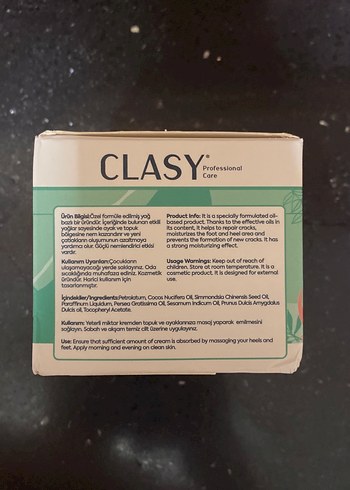 CLASY®
Professional
Care
Ürün Bilgisi:Özel formüle edilmiş yağ
bazlı bir üründür. İçeriğinde bulunan etkili
yağlar sayesinde ayak ve topuk
bölgesine nem kazandırır ve yeni
çatlakların oluşumunun azaltmaya
yardımcı olur. Güçlü nemlendirici etkisi
vardır.
Kullanım Uyarıları:Çocukların
ulaşamayacağı yerde saklayınız. Oda
sıcaklığında muhafaza ediniz. Kozmetik
üründür. Harici kullanım için
tasarlanmıştır.
Product Info: It is a specially formulated oil-
based product. Thanks to the effective oils in
its content, it helps to repair cracks,
moisturizes the foot and heel area and
prevents the formation of new cracks. It has
a strong moisturizing effect.
Usage Warnings: Keep out of reach of
children. Store at room temperature. It is a
cosmetic product. It is designed for external
use.
İçindekiler/Ingredients:Petrolatum, Cocos Nucifera Oil, Simmondsia Chinensis Seed Oil,
Paraffinum Liquidum, Persea Gratissima Oil, Sesamum Indicum Oil, Prunus Dulcis Amygdalus
Dulcis oil, Tocopheryl Acetate.
Kullanım: Yeterli miktar kremden topuk ve ayaklarınıza masaj yaparak emilmesini
sağlayın. Sabah ve akşam temiz cilt üzerine uygulayınız.
Use: Ensure that sufficient amount of cream is absorbed by massaging your heels and
feet. Apply morning and evening on clean skin.